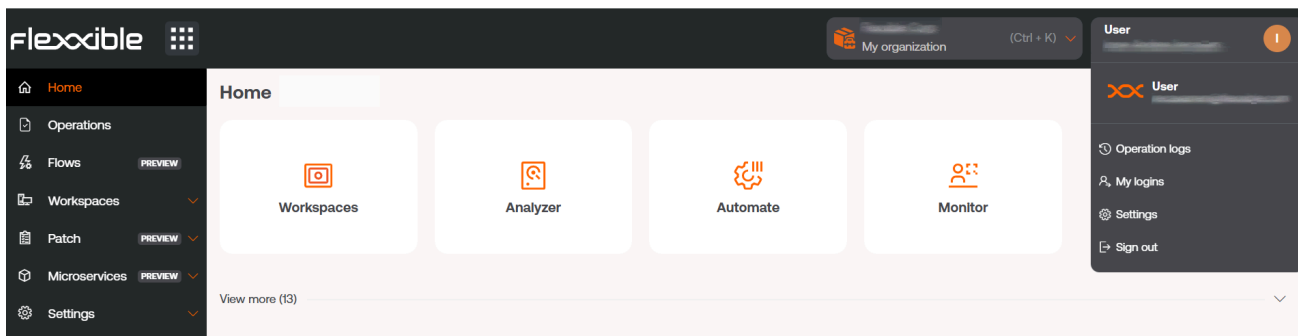 Flexxible
My organization
(Ctrl + K)
User
I
User
Home
Operations
Flows PREVIEW
Workspaces
Patch PREVIEW
Microservices PREVIEW
Settings
Home
Workspaces
Analyzer
Automate
Monitor
View more (13)
Operation logs
My logins
Settings
Sign out